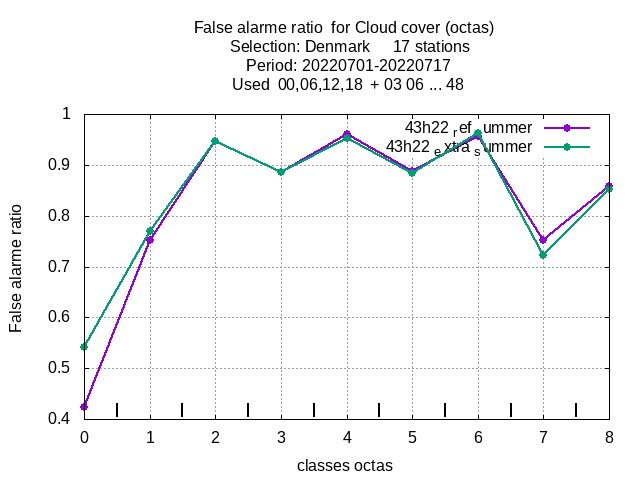 False alarme ratio  for Cloud cover (octas)
Selection: Denmark     17 stations
Period: 20220701-20220717
Used  00,06,12,18  + 03 06 ... 48
43h22 ref summer
43h22 extra summer
1
0.9
0.8
0.7
0.6
0.5
0.4
False alarme ratio
0 1 2 3 4 5 6 7 8
classes octas